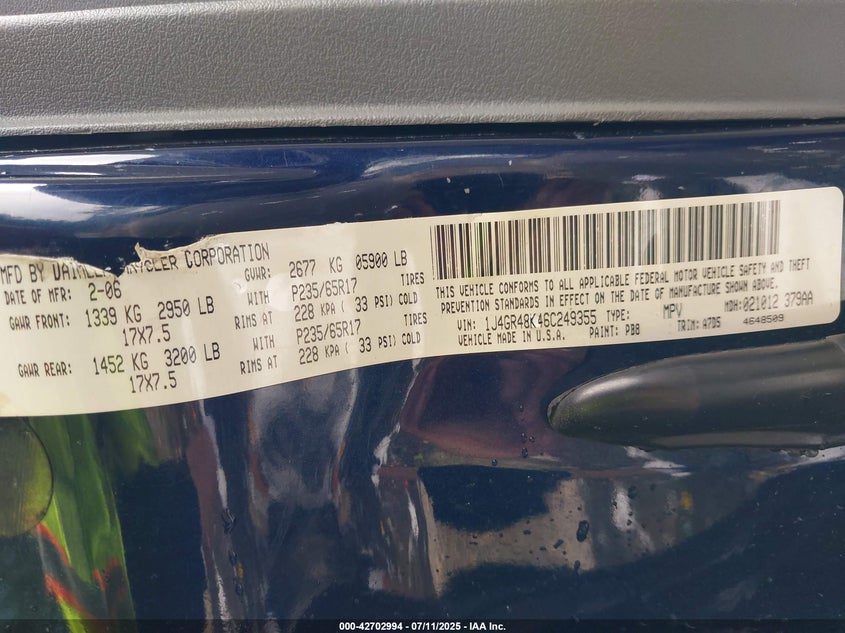 MFD BY DAIMLERCHRYSLER CORPORATION
DATE OF MFR: 2-06 GVWR: 2677 KG 05900 LB
GAWR FRONT: 1339 KG 2950 LB WITH P235/65R17 TIRES
17X7.5 RIMS AT 228 KPA ( 33 PSI) COLD
GAWR REAR: 1452 KG 3200 LB WITH P235/65R17 TIRES
17X7.5 RIMS AT 228 KPA ( 33 PSI) COLD
THIS VEHICLE CONFORMS TO ALL APPLICABLE FEDERAL MOTOR VEHICLE SAFETY AND THEFT
PREVENTION STANDARDS IN EFFECT ON THE DATE OF MANUFACTURE SHOWN ABOVE.
VIN: 1J4GR48K46C249355 TYPE: MPV MDH: 021012 379AA
VEHICLE MADE IN U.S.A. PAINT: PB8 TRIM: A7D5 4648509
000-42702994 / 07/11/2025 - IAA Inc.